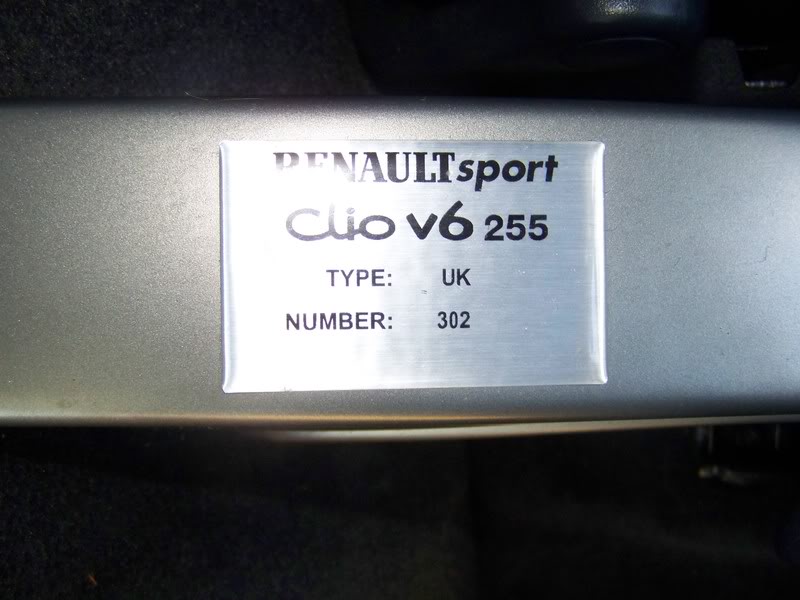 RENAULTsport
Clio v6 255
TYPE: UK
NUMBER: 302